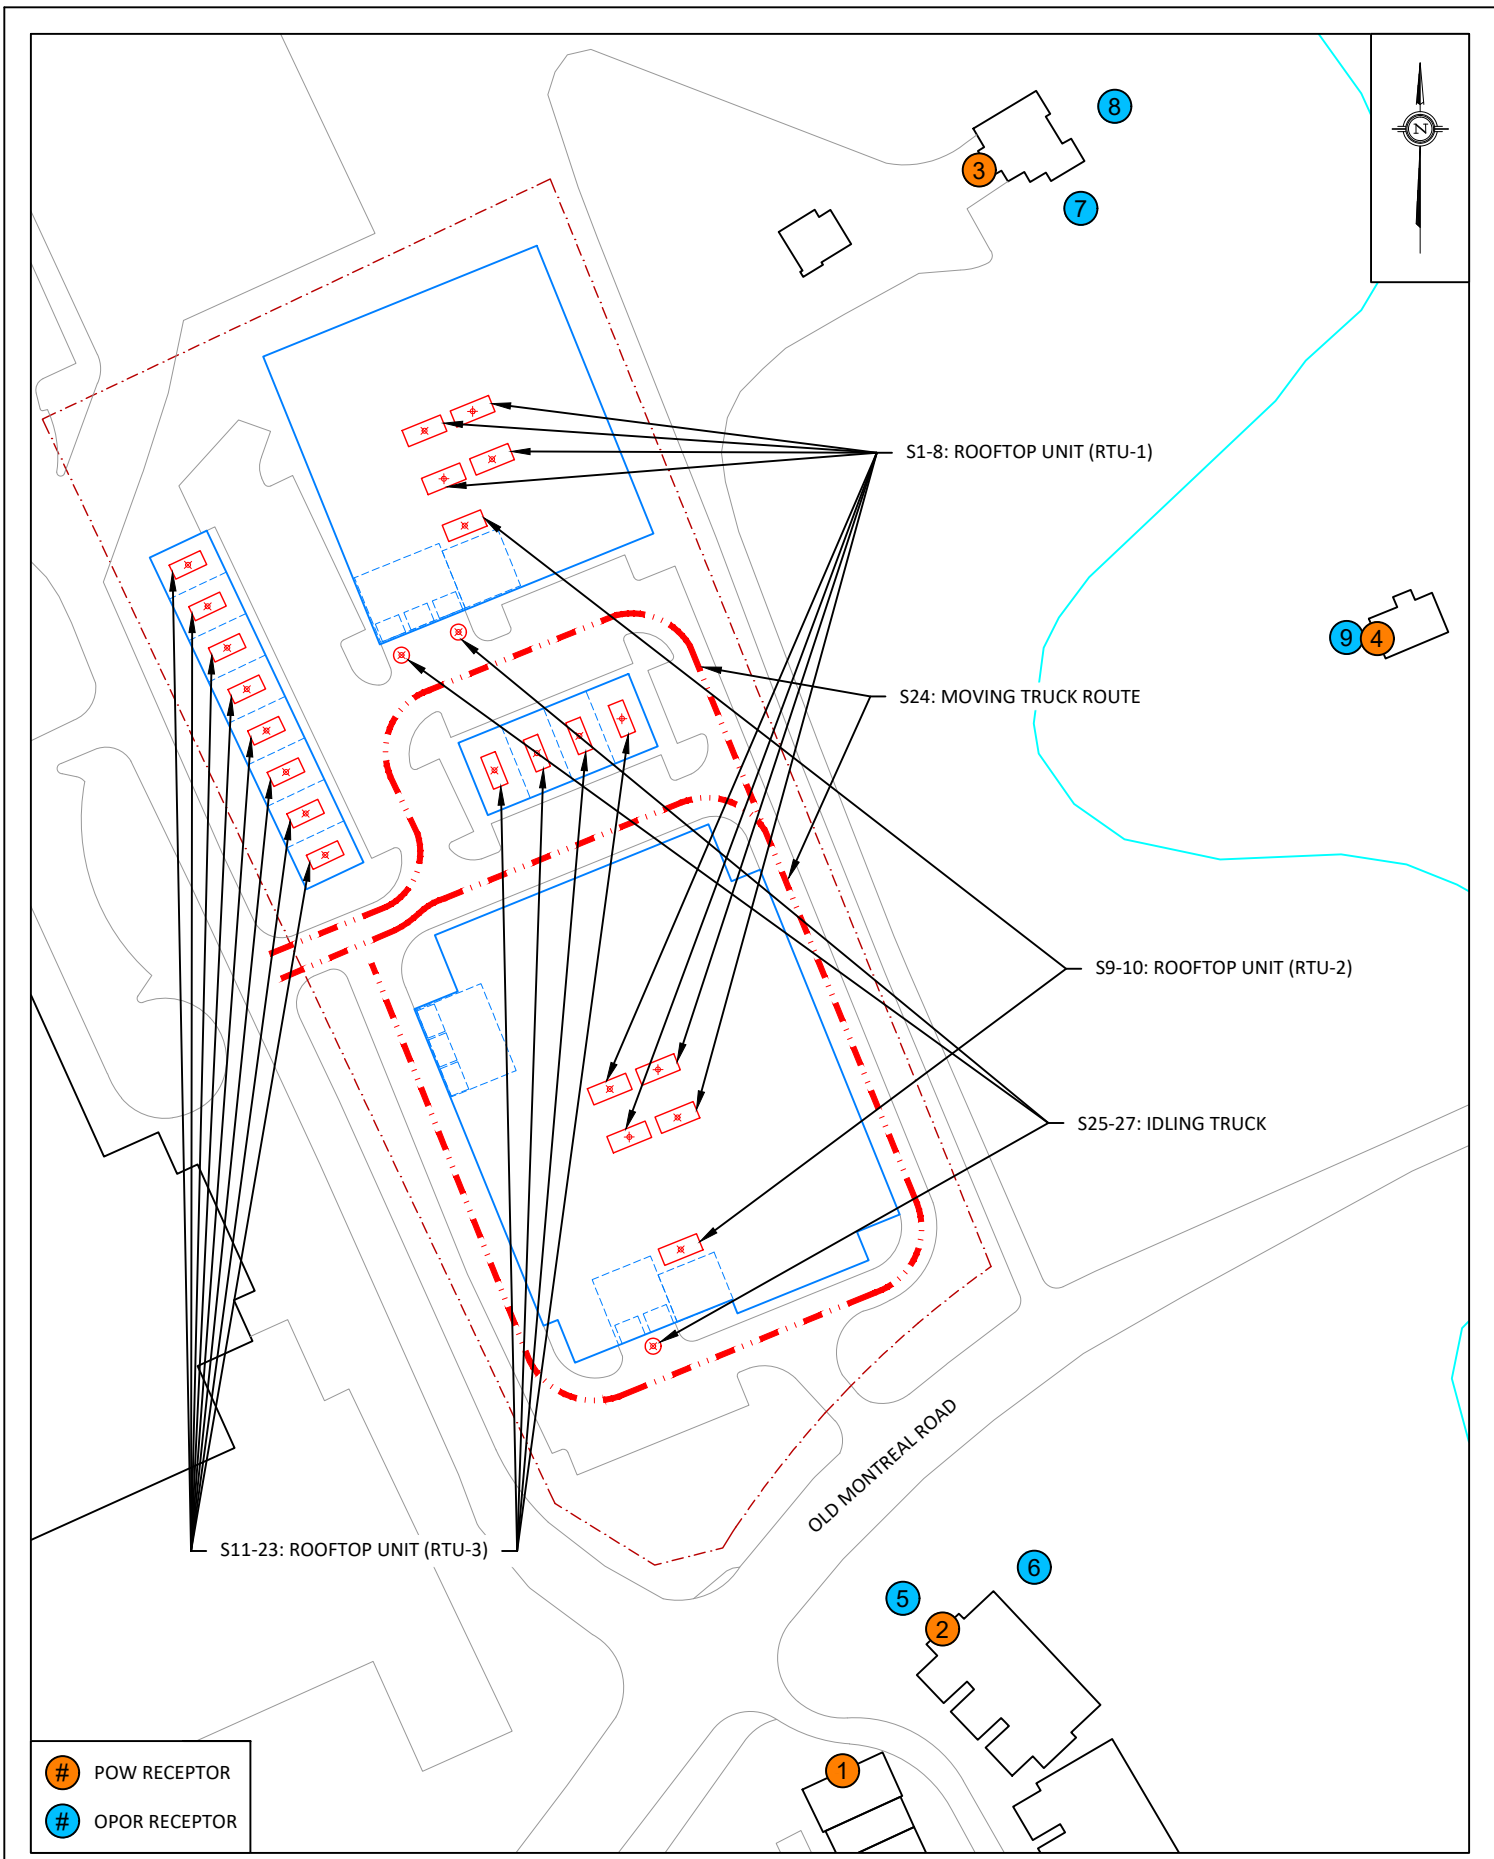 8
N
3
7
S1-8: ROOFTOP UNIT (RTU-1)
9
4
S24: MOVING TRUCK ROUTE
S9-10: ROOFTOP UNIT (RTU-2)
S25-27: IDLING TRUCK
OLD MONTREAL ROAD
S11-23: ROOFTOP UNIT (RTU-3)
6
5
2
1
# POW RECEPTOR
# OPOR RECEPTOR